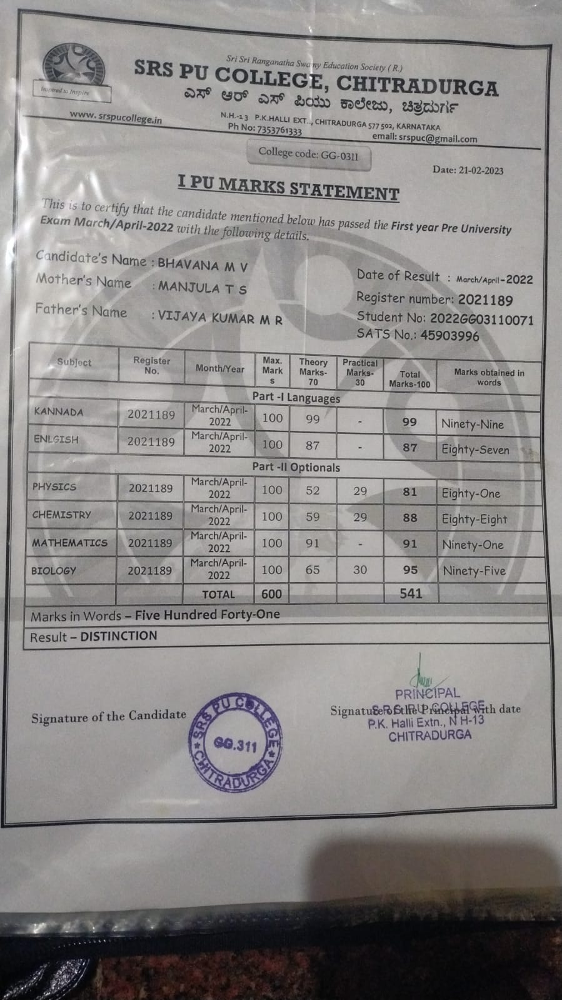 Inspired to Inspire
Sri Sri Ranganatha Swamy Education Society ( R.)
SRS PU COLLEGE, CHITRADURGA
ಎಸ್ ಆರ್ ಎಸ್ ಪಿಯು ಕಾಲೇಜು, ಚಿತ್ರದುರ್ಗ
www. srspucollege.in
N.H.-13 P.K.HALLI EXT.., CHITRADURGA 577 502, KARNATAKA
Ph No: 7353761333
email: srspuc@gmail.com
College code: GG-0311
Date: 21-02-2023
I PU MARKS STATEMENT
This is to certify that the candidate mentioned below has passed the First year Pre University
Exam March/April-2022 with the following details.
Candidate's Name : BHAVANA M V
Mother's Name : MANJULA T S
Father's Name : VIJAYA KUMAR M R
Date of Result : March/April-2022
Register number: 2021189
Student No: 2022GG03110071
SATS No.: 45903996
Subject Register No. Month/Year Max. Mark s Theory Marks- 70 Practical Marks- 30 Total Marks-100 Marks obtained in words
Part -I Languages
KANNADA 2021189 March/April- 2022 100 99 - 99 Ninety-Nine
ENLGISH 2021189 March/April- 2022 100 87 - 87 Eighty-Seven
Part -II Optionals
PHYSICS 2021189 March/April- 2022 100 52 29 81 Eighty-One
CHEMISTRY 2021189 March/April- 2022 100 59 29 88 Eighty-Eight
MATHEMATICS 2021189 March/April- 2022 100 91 - 91 Ninety-One
BIOLOGY 2021189 March/April- 2022 100 65 30 95 Ninety-Five
TOTAL 600 541
Marks in Words – Five Hundred Forty-One
Result – DISTINCTION
Signature of the Candidate
SRS PU COLLEGE
GG.311
CHITRADURGA
Signature of the Principal with date
PRINCIPAL
S.R.S. P.U. COLLEGE
P.K. Halli Extn., N H-13
CHITRADURGA